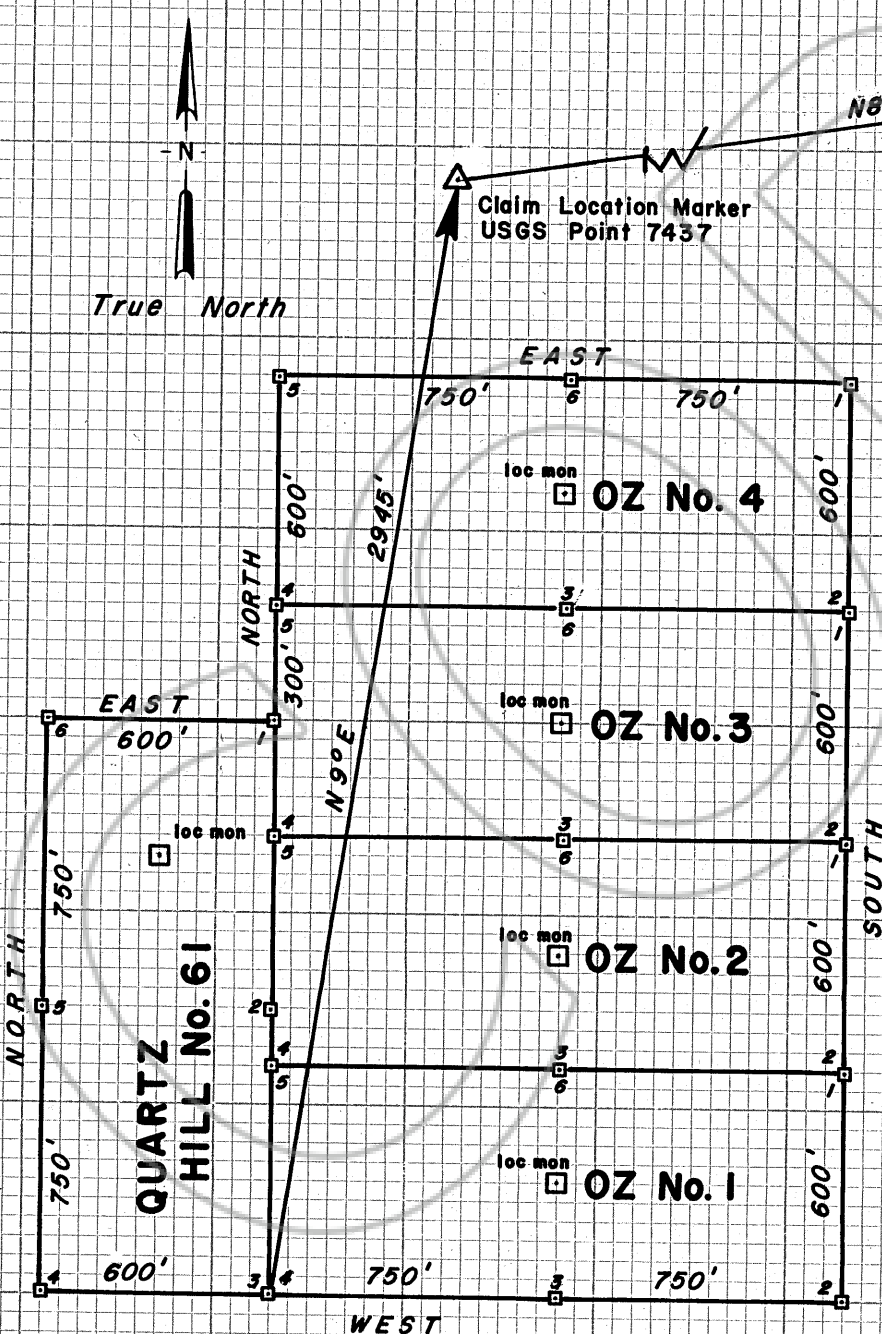 N8
- N -
Claim Location Marker
USGS Point 7437
True North
EAST
5
750'
6
750'
1
600'
2945'
loc mon
OZ No. 4
600'
NORTH
4
3
2
5
6
1
300'
EAST
6
600'
1
loc mon
OZ No. 3
600'
N 9° E
loc mon
4
3
2
5
6
1
750'
SOUTH
NORTH
QUARTZ
HILL No. 61
loc mon
OZ No. 2
600'
5
2
4
3
2
5
6
1
750'
loc mon
OZ No. 1
600'
4
600'
3
4
750'
3
750'
2
WEST